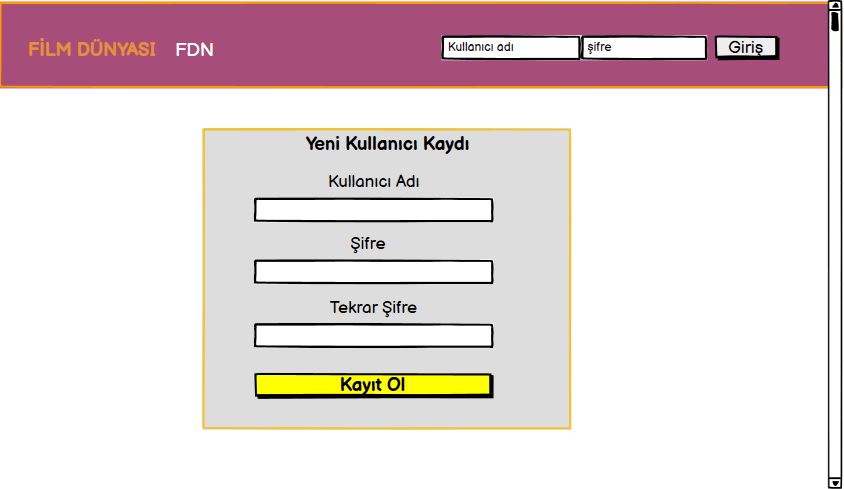 FİLM DÜNYASI FDN Kullanıcı adı şifre Giriş
Yeni Kullanıcı Kaydı
Kullanıcı Adı
Şifre
Tekrar Şifre
Kayıt Ol